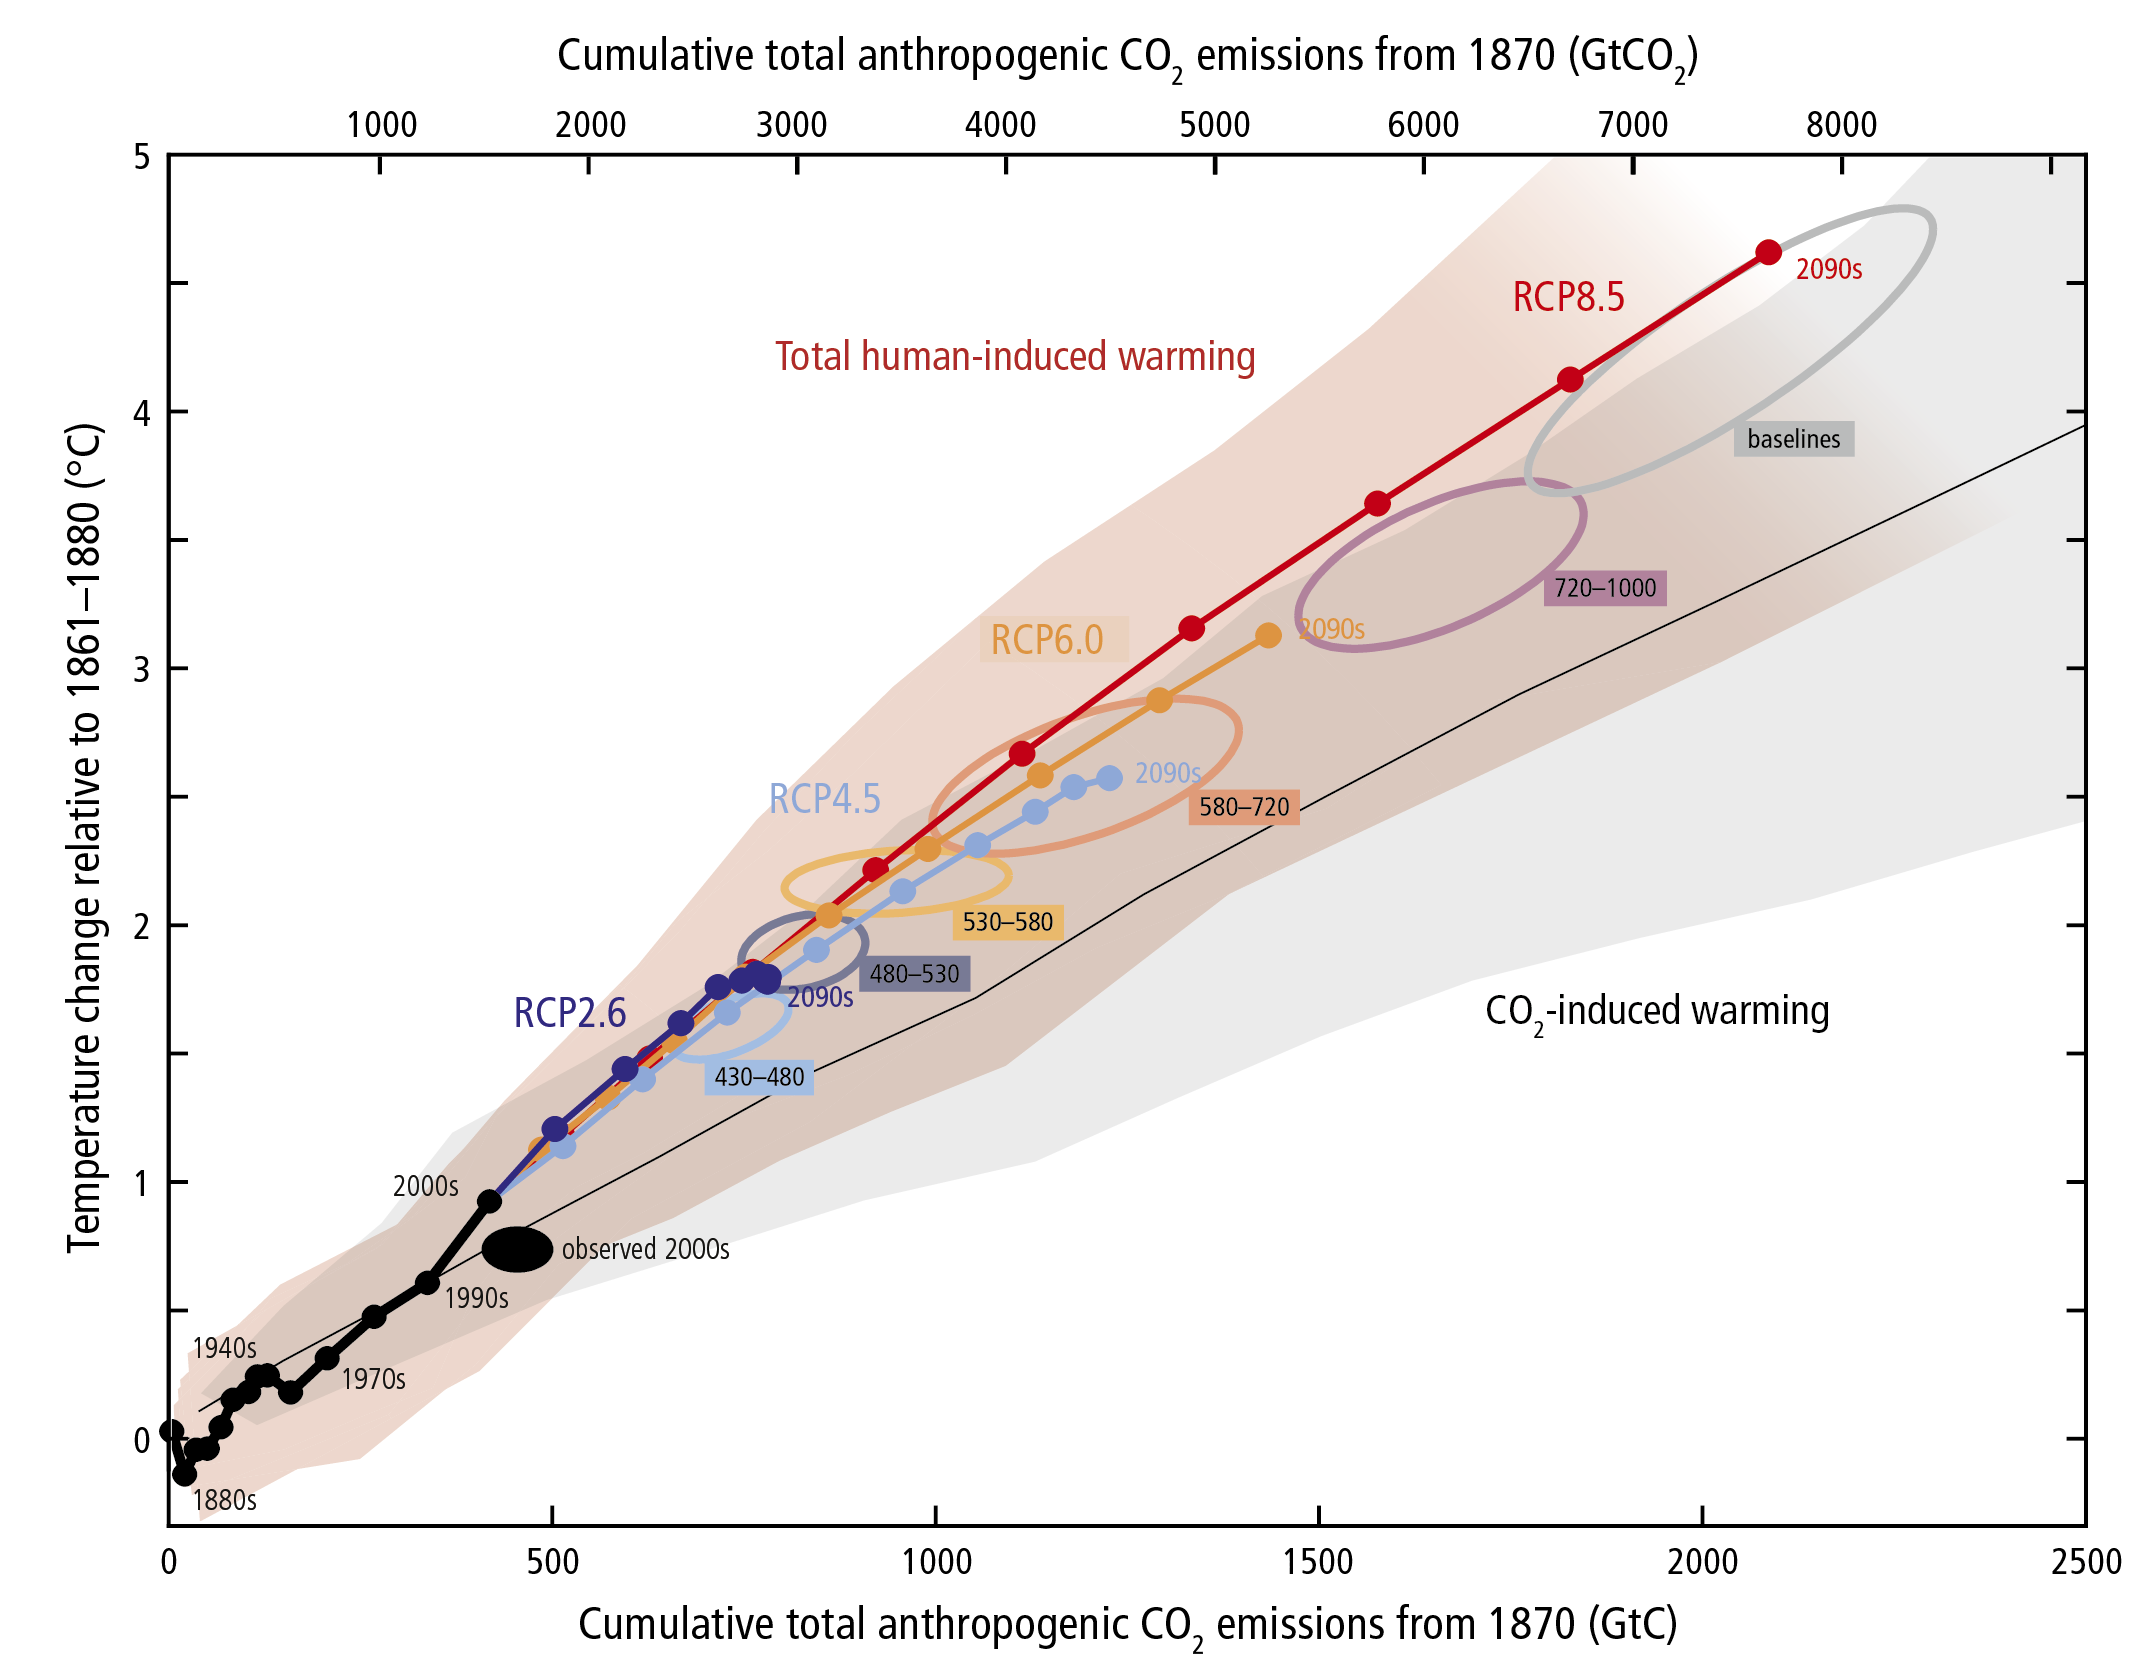 Cumulative total anthropogenic CO₂ emissions from 1870 (GtCO₂)
1000 2000 3000 4000 5000 6000 7000 8000
5
4
3
2
1
0
Temperature change relative to 1861–1880 (°C)
2090s
RCP8.5
Total human-induced warming
baselines
720–1000
RCP6.0
2090s
RCP4.5
2090s
580–720
530–580
480–530
2090s
RCP2.6
CO₂-induced warming
430–480
2000s
observed 2000s
1990s
1940s
1970s
1880s
0 500 1000 1500 2000 2500
Cumulative total anthropogenic CO₂ emissions from 1870 (GtC)